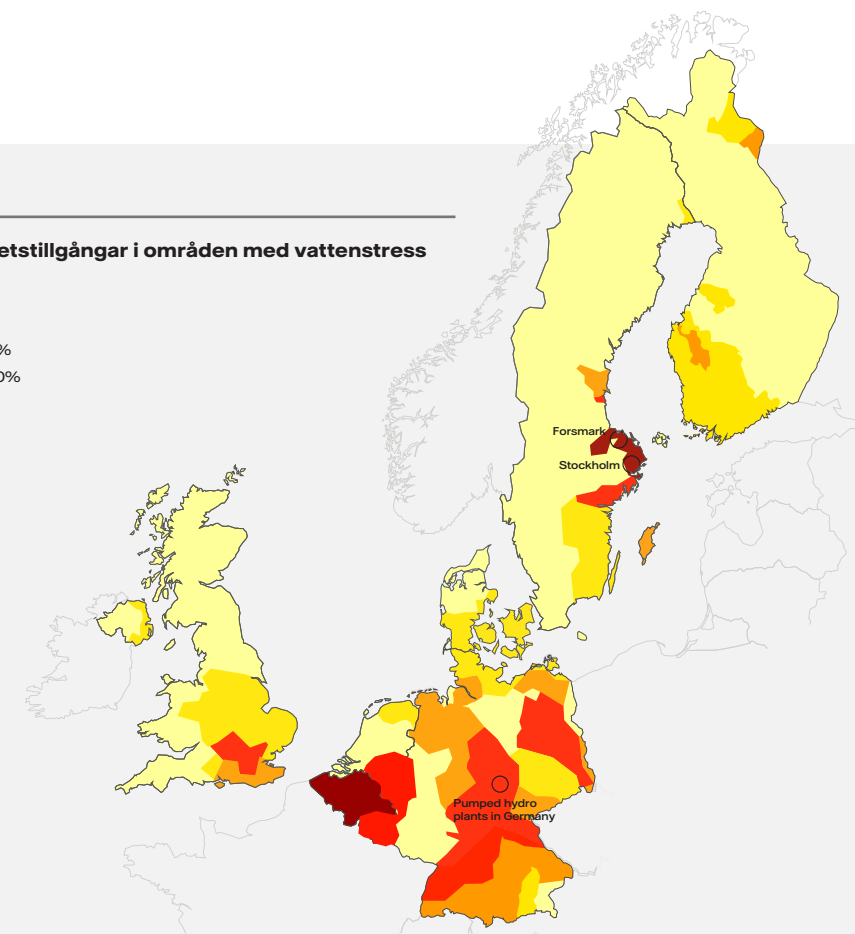 etstillgångar i områden med vattenstress
%
0%
Forsmark
Stockholm
Pumped hydro
plants in Germany